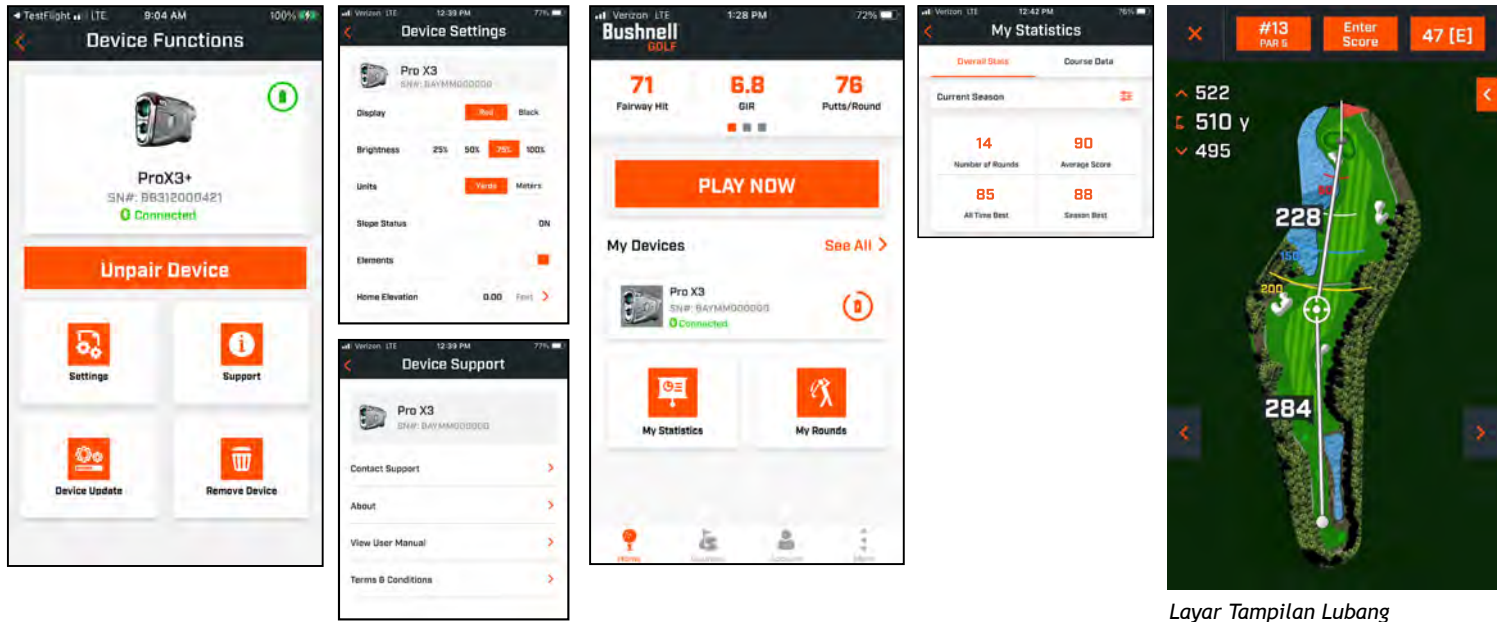 TestFlight LTE 9:04 AM 100%
Device Functions
ProX3+
SN#: BB312000421
Connected
Unpair Device
Settings
Support
Device Update
Remove Device
Verizon LTE 12:39 PM 77%
Device Settings
Pro X3
SN#: BAYMM000000
Display Red Black
Brightness 25% 50% 75% 100%
Units Yards Meters
Slope Status ON
Elements
Home Elevation 0.00 Feet
Verizon LTE 12:39 PM 77%
Device Support
Pro X3
SN#: BAYMM000000
Contact Support
About
View User Manual
Terms & Conditions
Verizon LTE 1:28 PM 72%
Bushnell
GOLF
71 6.8 76
Fairway Hit GIR Putts/Round
PLAY NOW
My Devices See All
Pro X3
SN#: BAYMM000000
Connected
My Statistics My Rounds
Home
Verizon LTE 12:42 PM 76%
My Statistics
Overall Stats Course Data
Current Season
14 90
Number of Rounds Average Score
85 88
All Time Best Season Best
#13
PAR 5
Enter
Score
47 [E]
522
510 y
495
228
150
200
284
Layar Tampilan Lubang